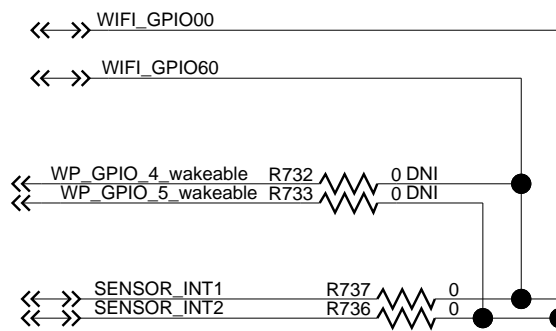 WIFI_GPIO00
WIFI_GPIO60
WP_GPIO_4_wakeable R732 0 DNI
WP_GPIO_5_wakeable R733 0 DNI
SENSOR_INT1 R737 0
SENSOR_INT2 R736 0